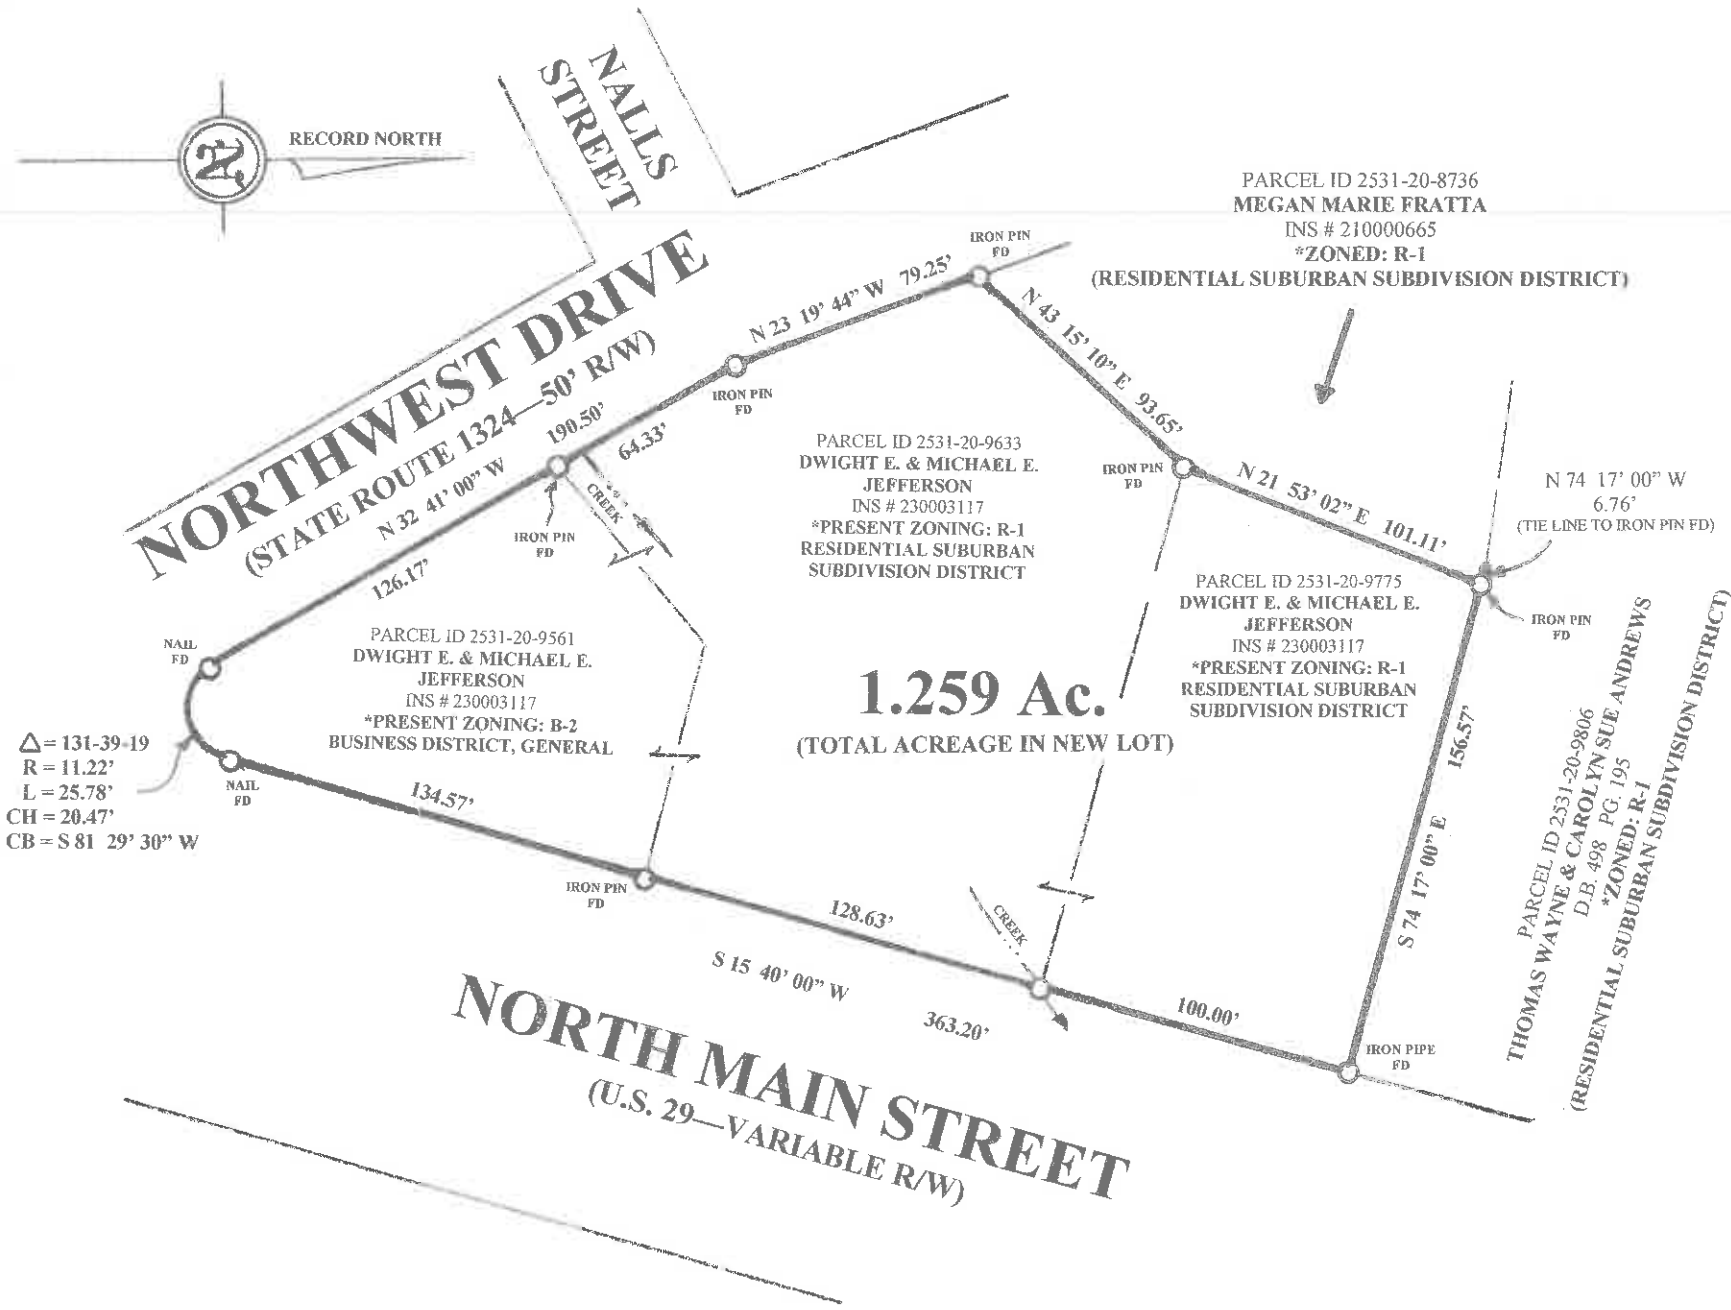 NALLS
STREET
RECORD NORTH
PARCEL ID 2531-20-8736
MEGAN MARIE FRATTA
INS # 210000665
*ZONED: R-1
(RESIDENTIAL SUBURBAN SUBDIVISION DISTRICT)
NORTHWEST DRIVE
(STATE ROUTE 1324—50' R/W)
IRON PIN
FD
N 23 19' 44" W 79.25'
N 43 15' 10" E 93.65'
IRON PIN
FD
190.50'
64.33'
N 32 41' 00" W
126.17'
CREEK
IRON PIN
FD
PARCEL ID 2531-20-9633
DWIGHT E. & MICHAEL E.
JEFFERSON
INS # 230003117
*PRESENT ZONING: R-1
RESIDENTIAL SUBURBAN
SUBDIVISION DISTRICT
IRON PIN
FD
N 21 53' 02" E 101.11'
N 74 17' 00" W
6.76'
(TIE LINE TO IRON PIN FD)
IRON PIN
FD
PARCEL ID 2531-20-9775
DWIGHT E. & MICHAEL E.
JEFFERSON
INS # 230003117
*PRESENT ZONING: R-1
RESIDENTIAL SUBURBAN
SUBDIVISION DISTRICT
NAIL
FD
PARCEL ID 2531-20-9561
DWIGHT E. & MICHAEL E.
JEFFERSON
INS # 230003117
*PRESENT ZONING: B-2
BUSINESS DISTRICT, GENERAL
1.259 Ac.
(TOTAL ACREAGE IN NEW LOT)
S 74 17' 00" E 156.57'
PARCEL ID 2531-20-9806
THOMAS WAYNE & CAROLYN SUE ANDREWS
D.B. 498 PG. 195
*ZONED: R-1
(RESIDENTIAL SUBURBAN SUBDIVISION DISTRICT)
△ = 131-39-19
R = 11.22'
L = 25.78'
CH = 20.47'
CB = S 81 29' 30" W
NAIL
FD
134.57'
IRON PIN
FD
128.63'
CREEK
S 15 40' 00" W
363.20'
100.00'
IRON PIPE
FD
NORTH MAIN STREET
(U.S. 29—VARIABLE R/W)